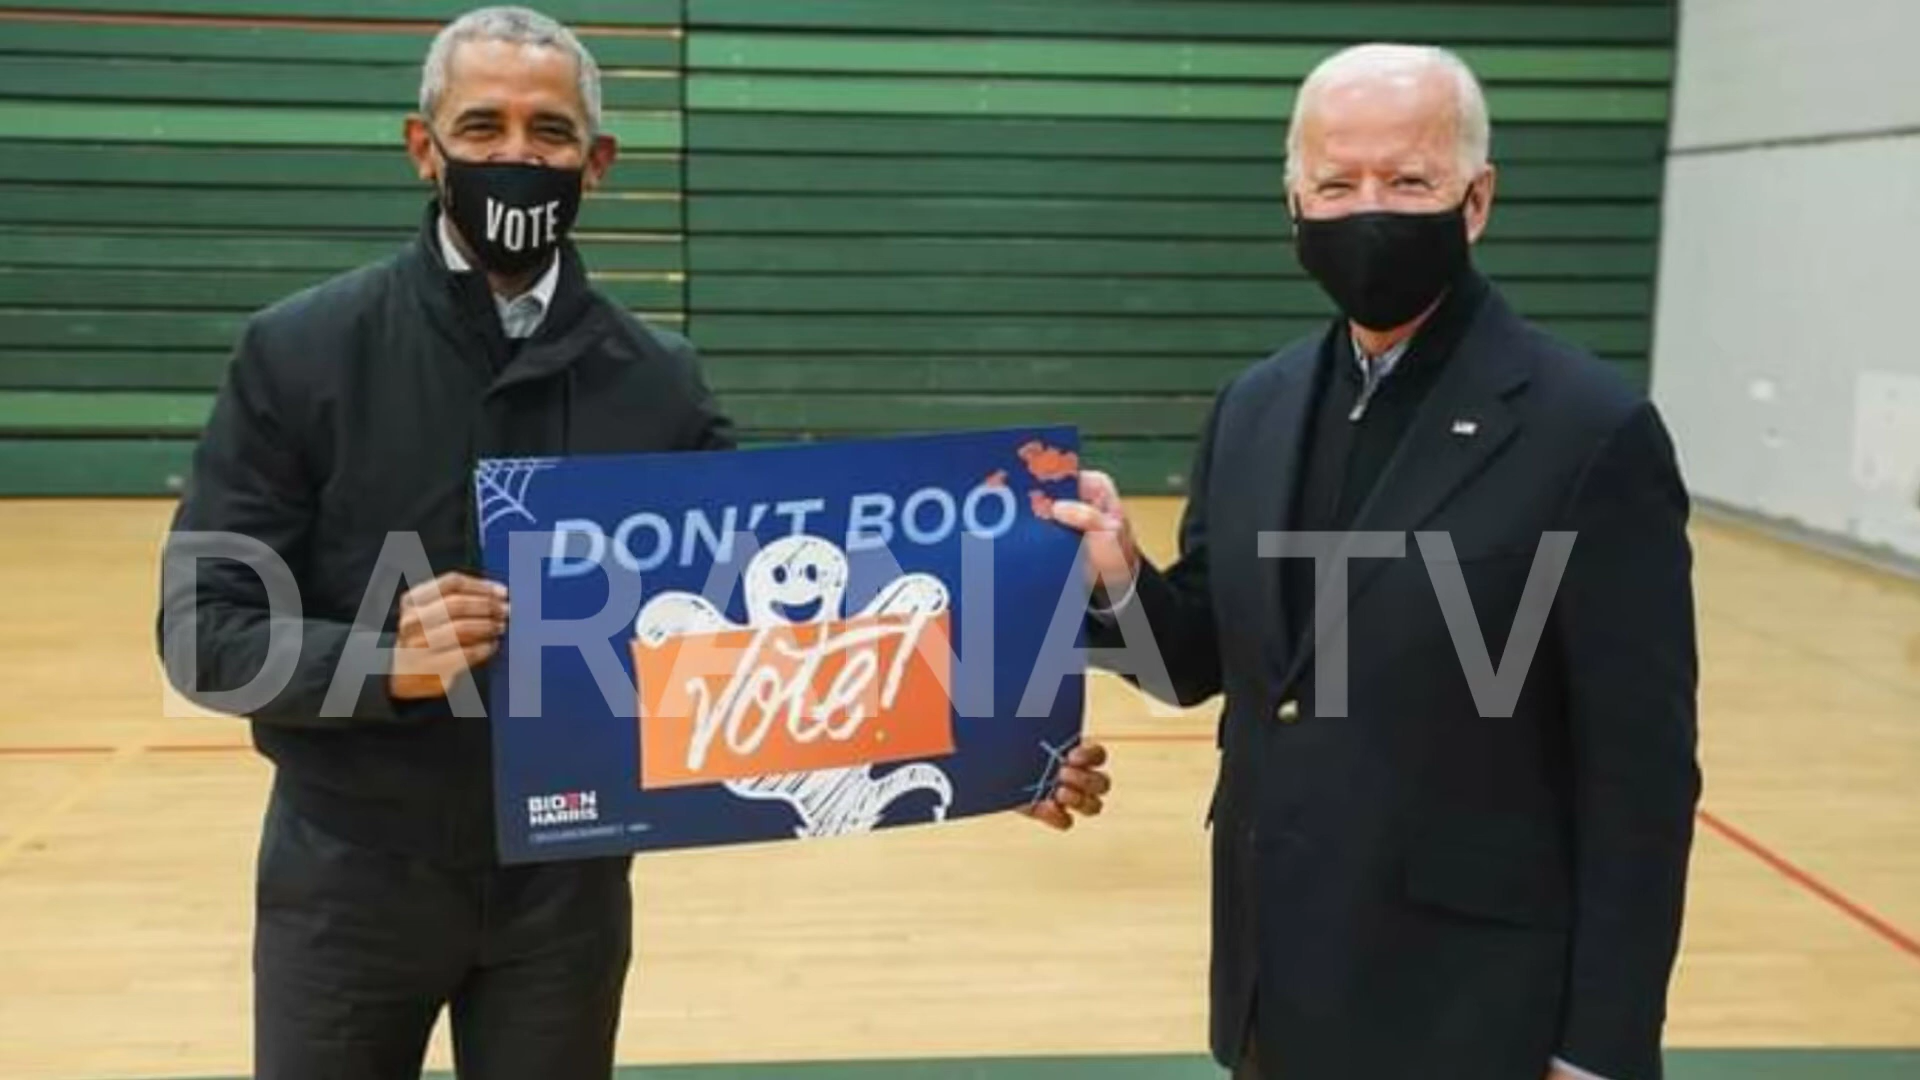 VOTE
DON'T BOO
Vote!
BIDEN
HARRIS
DARANA TV